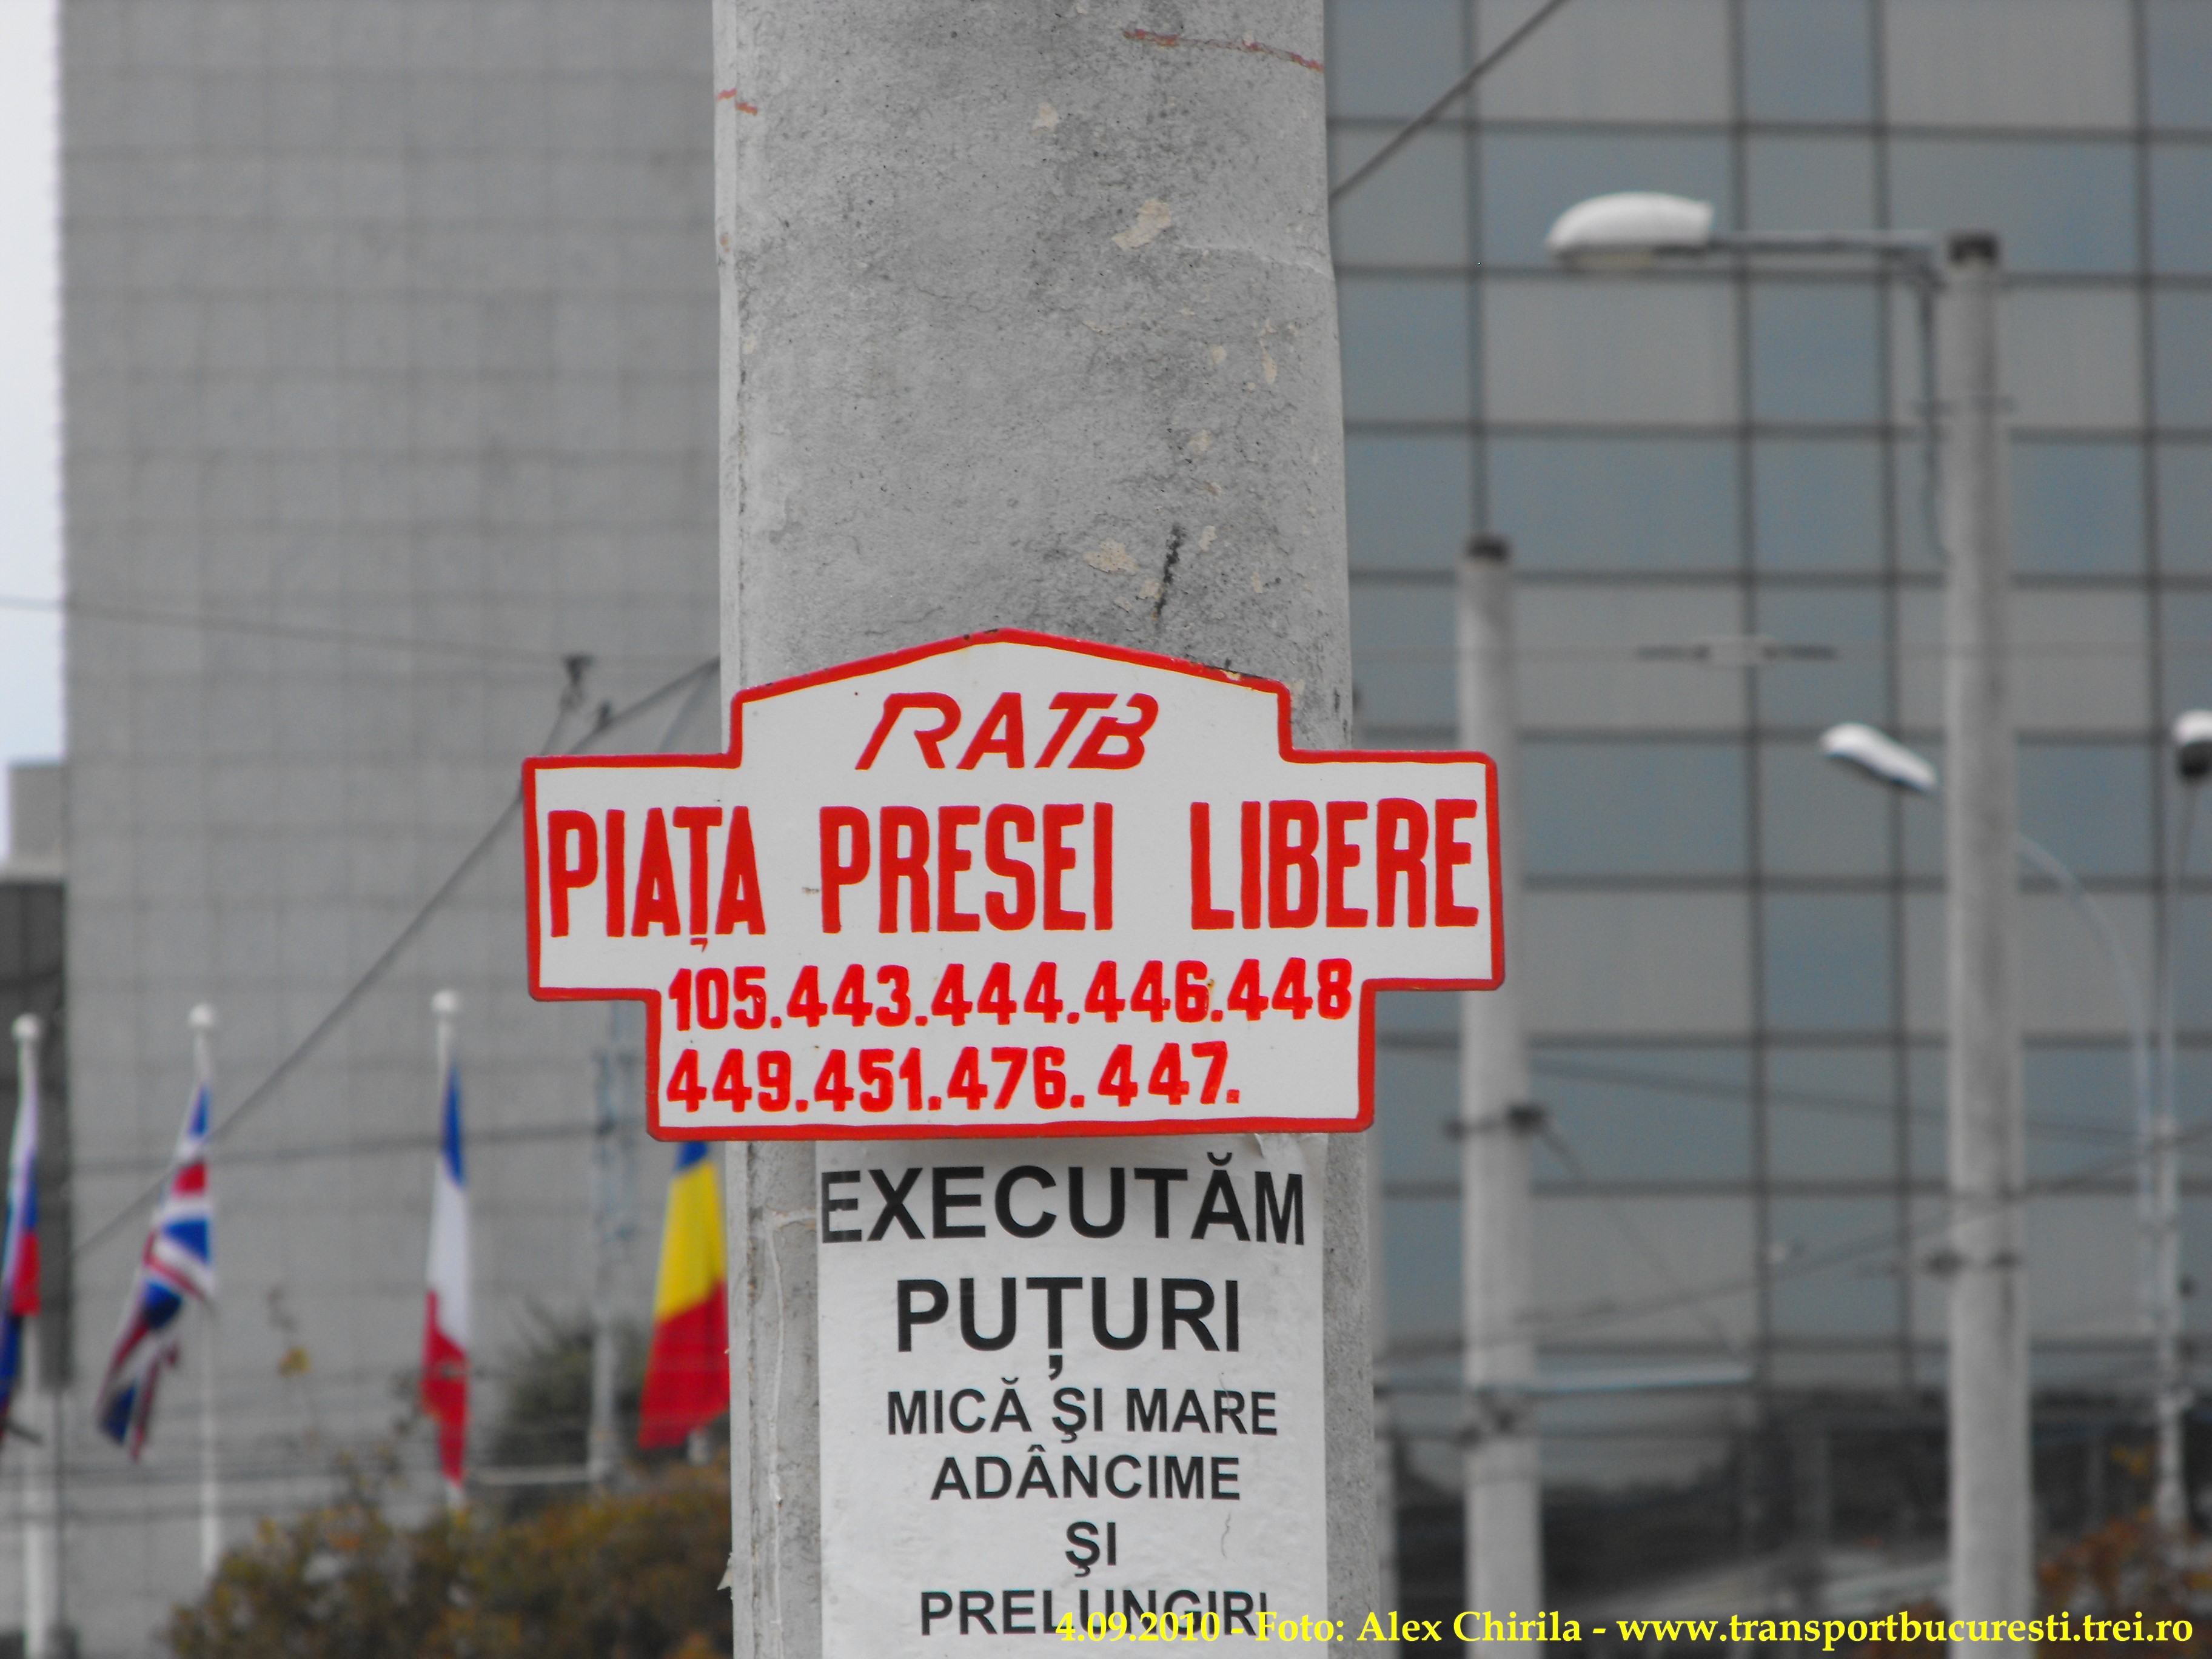 RATB
PIAȚA PRESEI LIBERE
105.443.444.446.448
449.451.476.447.
EXECUTĂM
PUȚURI
MICĂ ŞI MARE
ADÂNCIME
ŞI
PRELUNGIRI
4.09.2010 - Foto: Alex Chirila - www.transportbucuresti.trei.ro